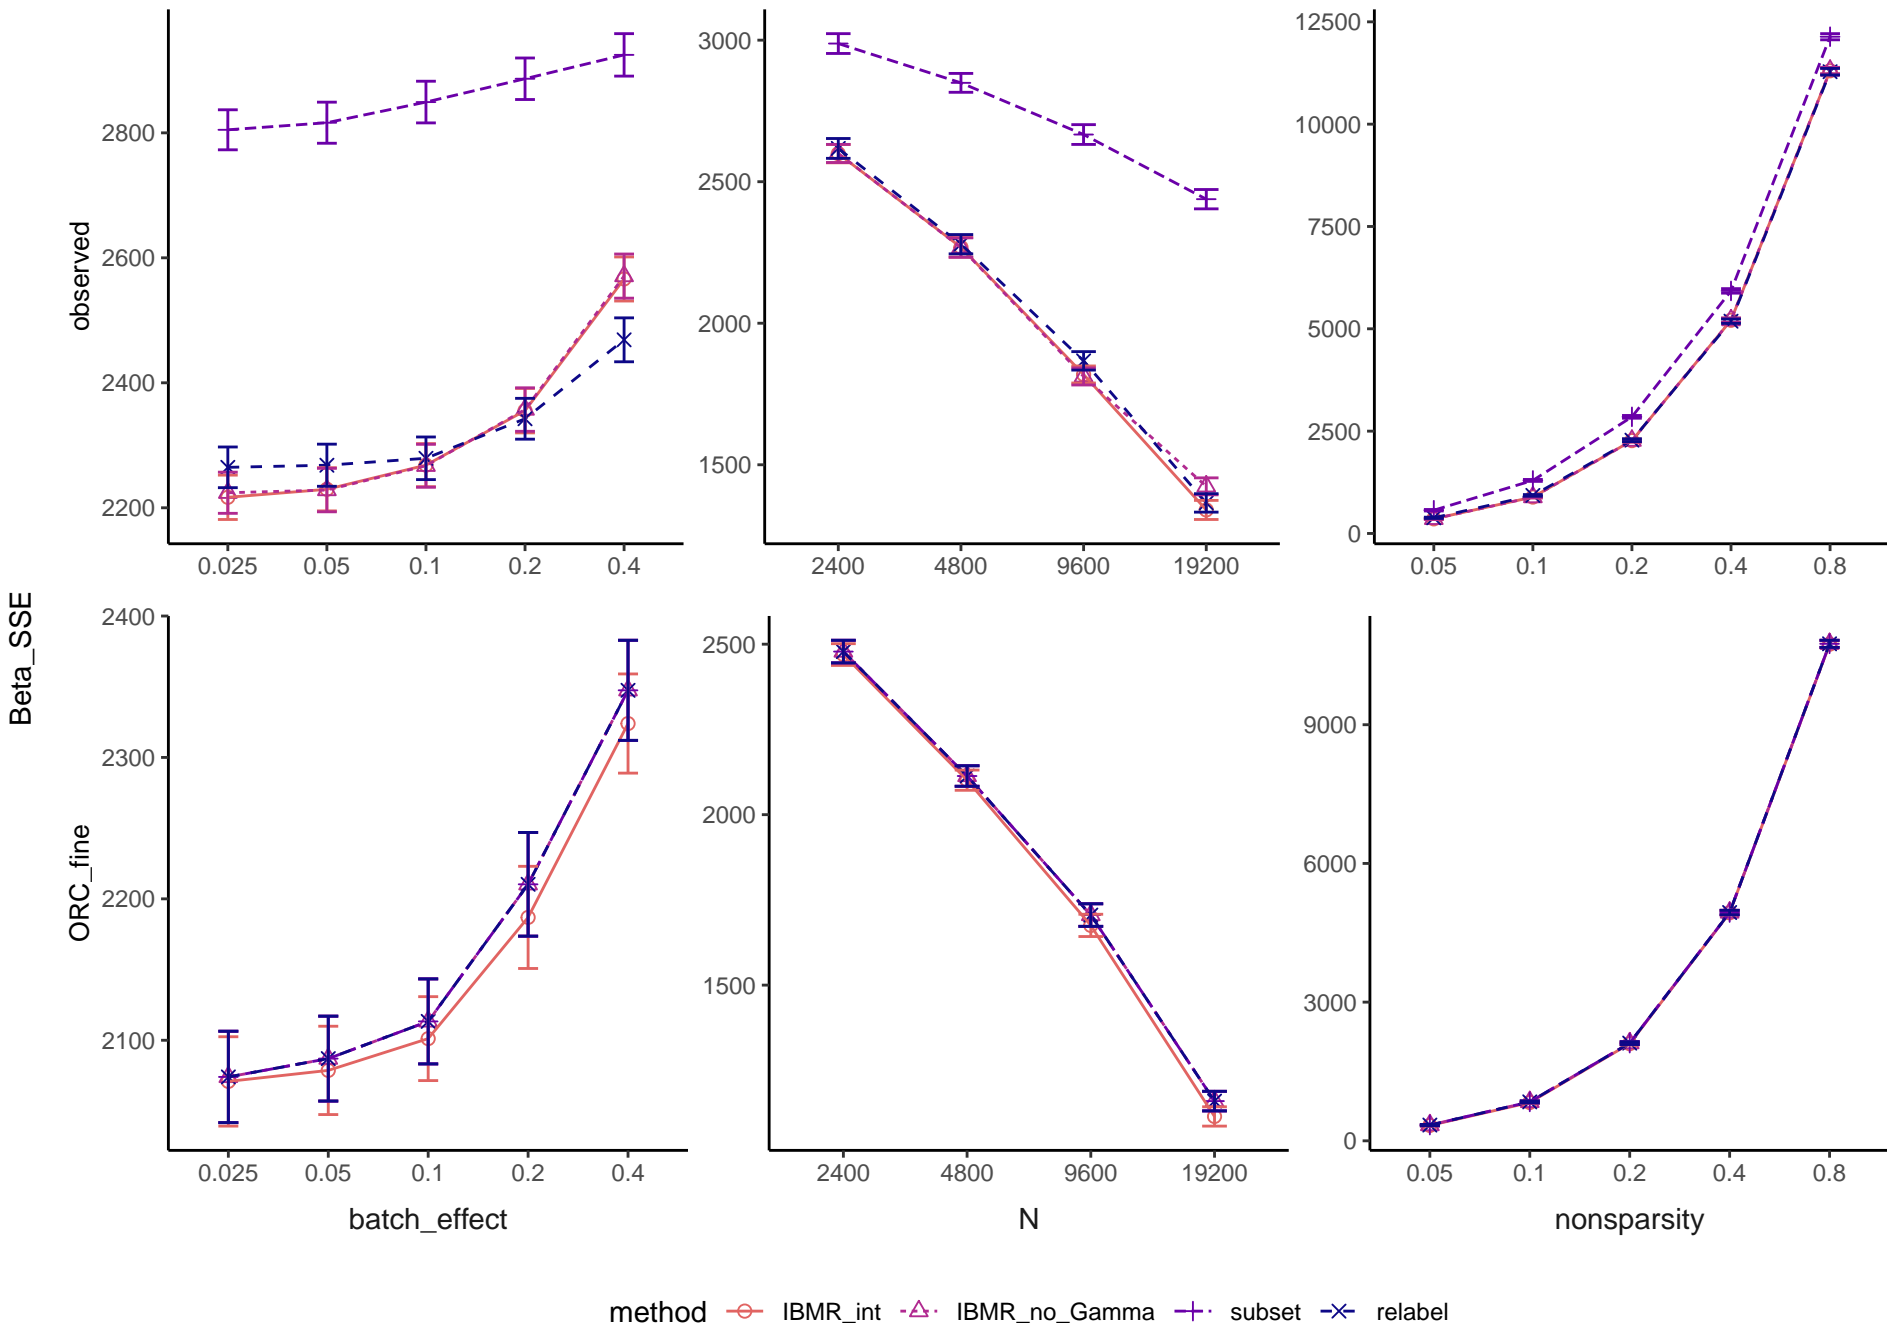 Beta_SSE
observed
2800
2600
2400
2200
0.025 0.05 0.1 0.2 0.4
3000
2500
2000
1500
2400 4800 9600 19200
12500
10000
7500
5000
2500
0
0.05 0.1 0.2 0.4 0.8
ORC_fine
2400
2300
2200
2100
0.025 0.05 0.1 0.2 0.4
batch_effect
2500
2000
1500
2400 4800 9600 19200
N
9000
6000
3000
0
0.05 0.1 0.2 0.4 0.8
nonsparsity
method IBMR_int IBMR_no_Gamma subset relabel